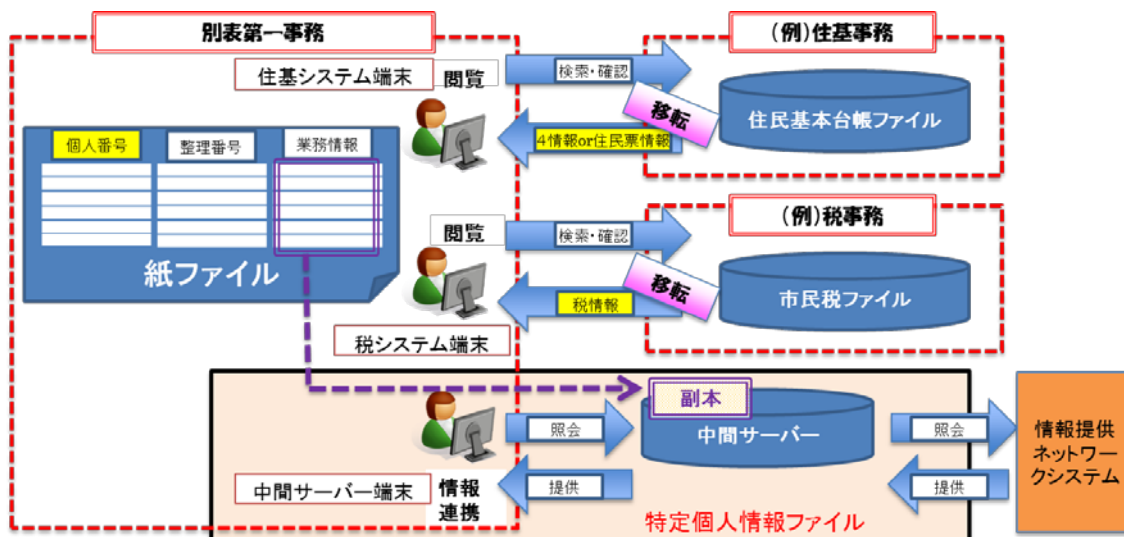 別表第一事務
(例)住基事務
住基システム端末
閲覧
検索・確認
移転
住民基本台帳ファイル
4情報or住民票情報
個人番号
整理番号
業務情報
紙ファイル
(例)税事務
閲覧
検索・確認
移転
市民税ファイル
税情報
税システム端末
副本
中間サーバー
照会
照会
提供
提供
中間サーバー端末
情報
連携
特定個人情報ファイル
情報提供
ネットワー
クシステム